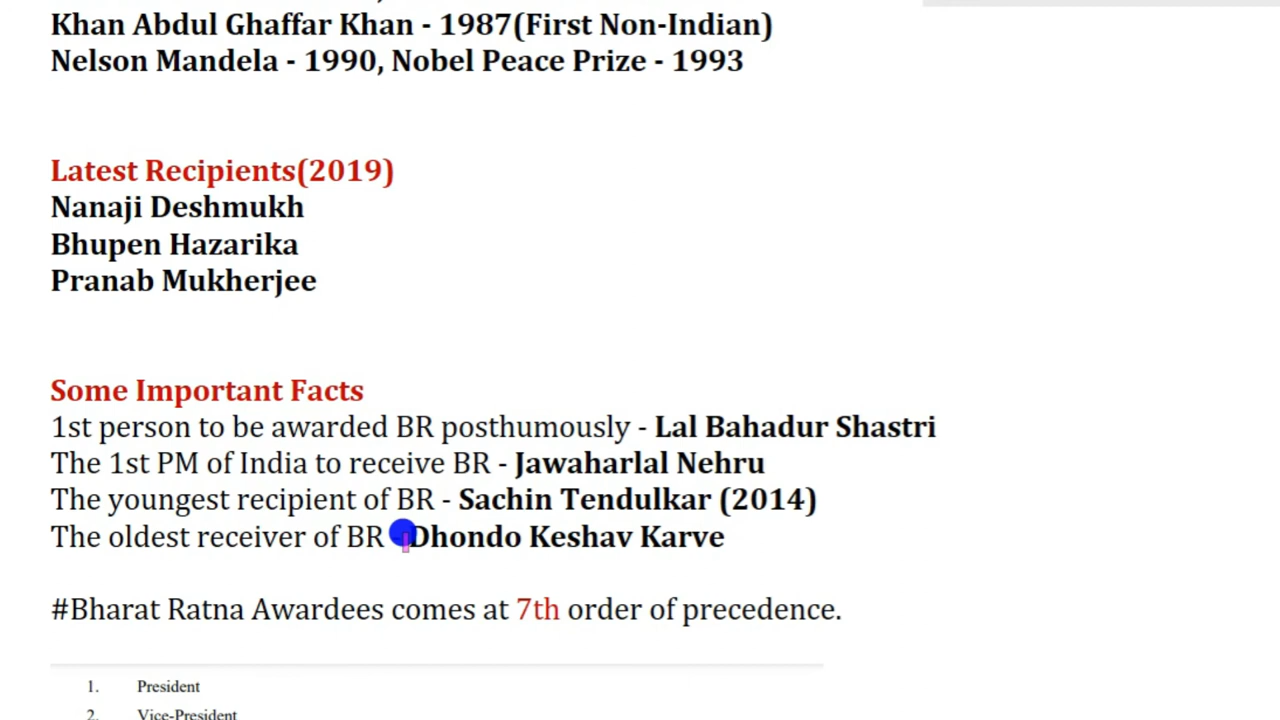 Khan Abdul Ghaffar Khan - 1987(First Non-Indian)
Nelson Mandela - 1990, Nobel Peace Prize - 1993
Latest Recipients(2019)
Nanaji Deshmukh
Bhupen Hazarika
Pranab Mukherjee
Some Important Facts
1st person to be awarded BR posthumously - Lal Bahadur Shastri
The 1st PM of India to receive BR - Jawaharlal Nehru
The youngest recipient of BR - Sachin Tendulkar (2014)
The oldest receiver of BR - Dhondo Keshav Karve
#Bharat Ratna Awardees comes at 7th order of precedence.
1. President
2. Vice-President